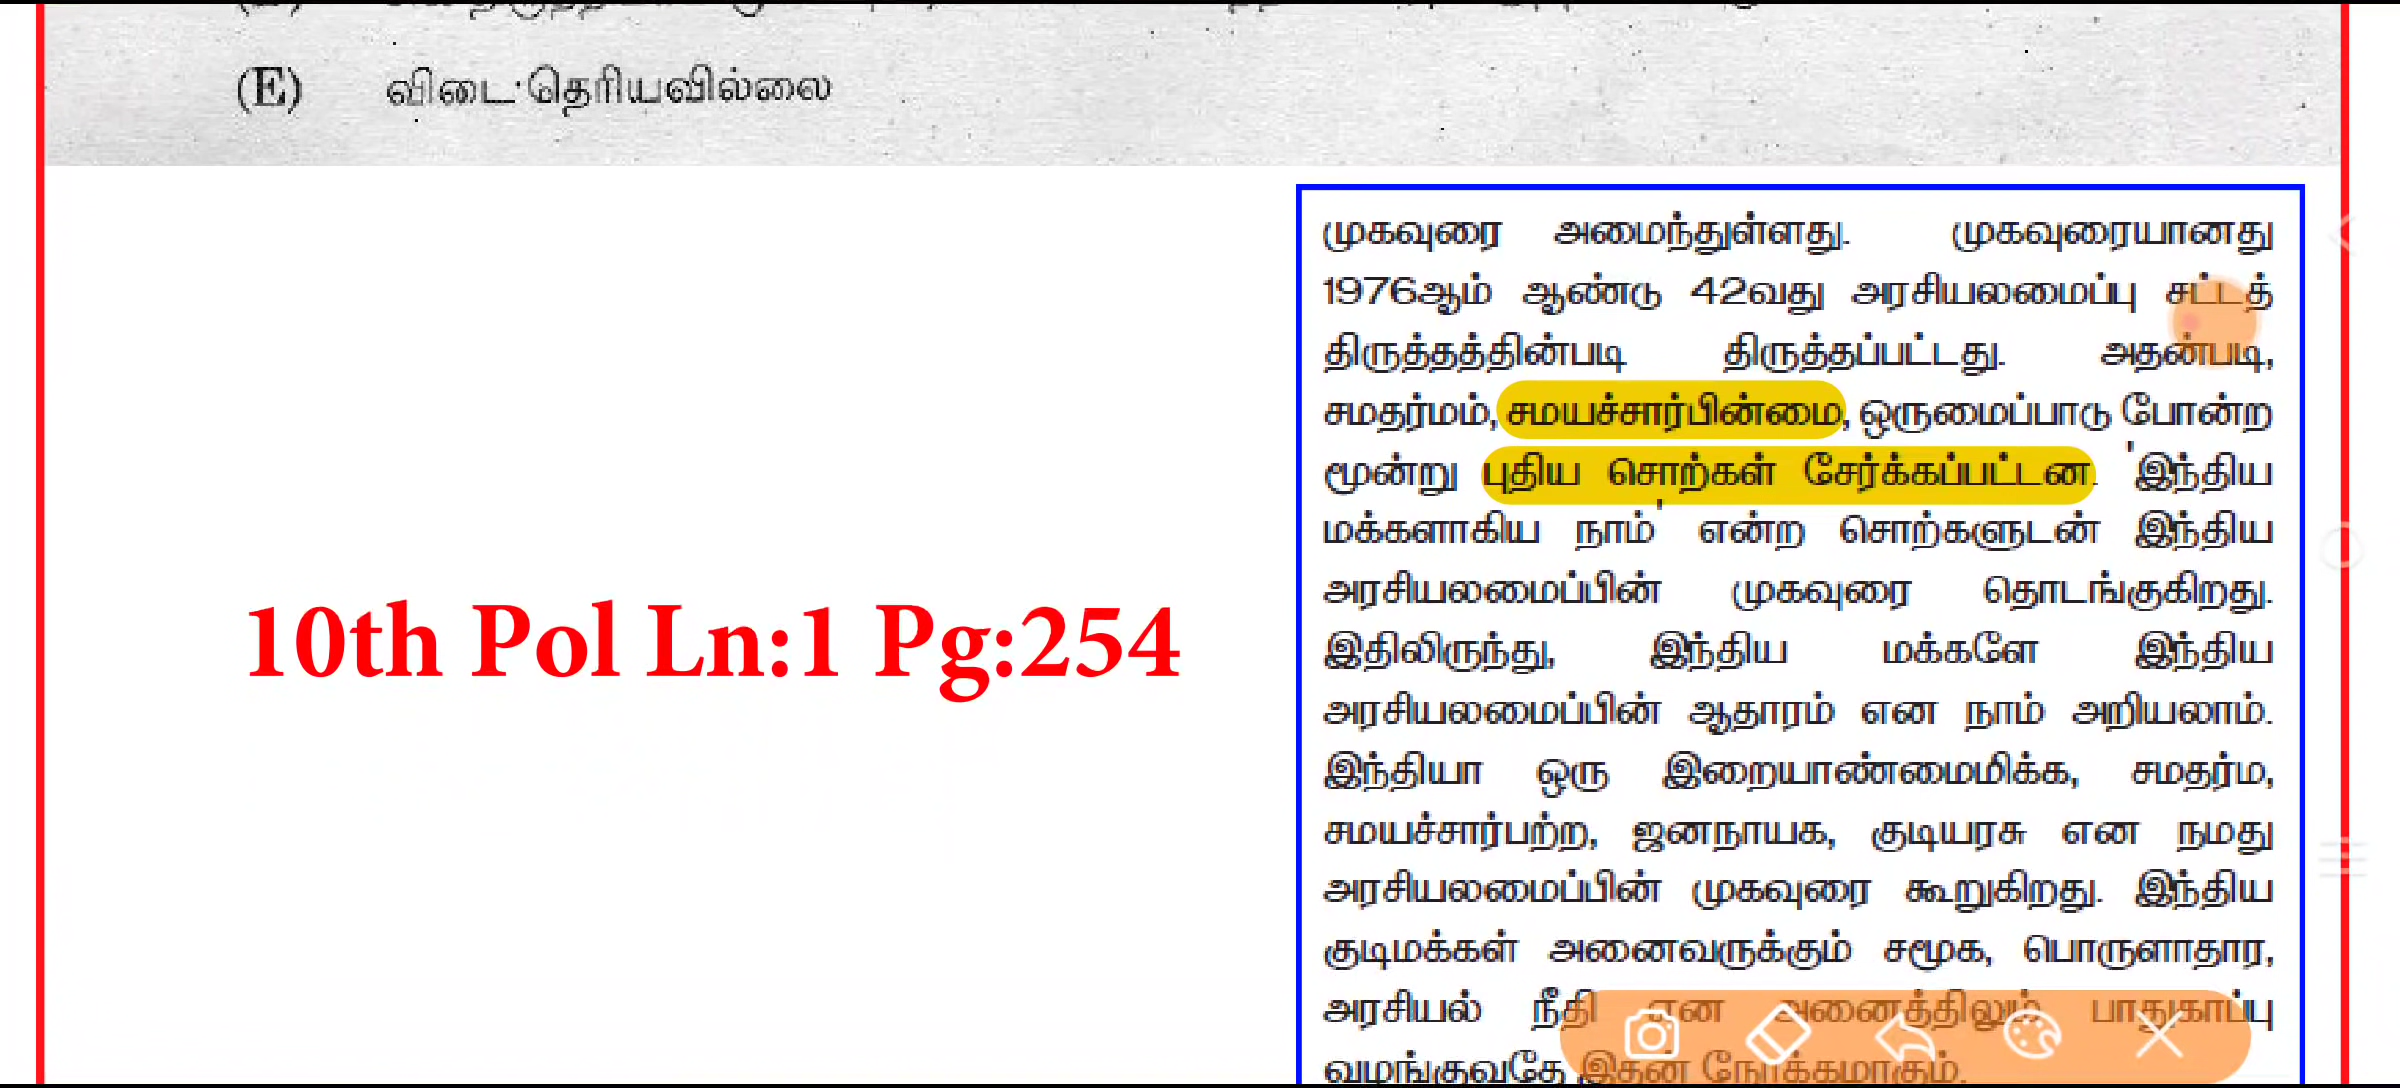 (E) விடை தெரியவில்லை
10th Pol Ln:1 Pg:254
முகவுரை அமைந்துள்ளது. முகவுரையானது
1976ஆம் ஆண்டு 42வது அரசியலமைப்பு சட்டத்
திருத்தத்தின்படி திருத்தப்பட்டது. அதன்படி,
சமதர்மம், சமயச்சார்பின்மை, ஒருமைப்பாடு போன்ற
மூன்று புதிய சொற்கள் சேர்க்கப்பட்டன. 'இந்திய
மக்களாகிய நாம்' என்ற சொற்களுடன் இந்திய
அரசியலமைப்பின் முகவுரை தொடங்குகிறது.
இதிலிருந்து, இந்திய மக்களே இந்திய
அரசியலமைப்பின் ஆதாரம் என நாம் அறியலாம்.
இந்தியா ஒரு இறையாண்மைமிக்க, சமதர்ம,
சமயச்சார்பற்ற, ஜனநாயக, குடியரசு என நமது
அரசியலமைப்பின் முகவுரை கூறுகிறது. இந்திய
குடிமக்கள் அனைவருக்கும் சமூக, பொருளாதார,
அரசியல் நீதி என அனைத்திலும் பாதுகாப்பு
வழங்குவதே இதன் நோக்கமாகும்.